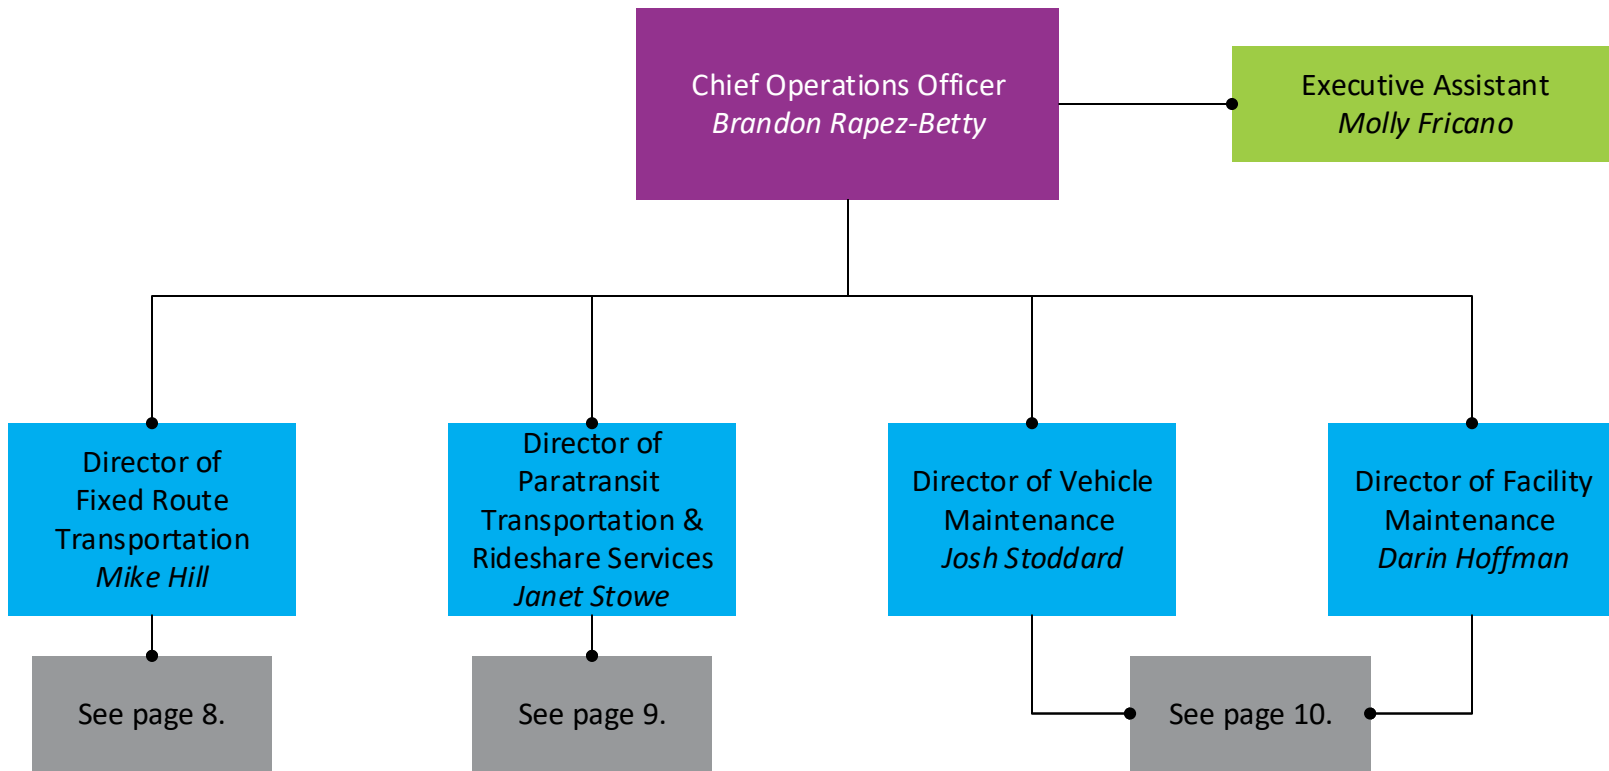 Chief Operations Officer
Brandon Rapez-Betty
Executive Assistant
Molly Fricano
Director of
Fixed Route
Transportation
Mike Hill
Director of
Paratransit
Transportation &
Rideshare Services
Janet Stowe
Director of Vehicle
Maintenance
Josh Stoddard
Director of Facility
Maintenance
Darin Hoffman
See page 8.
See page 9.
See page 10.